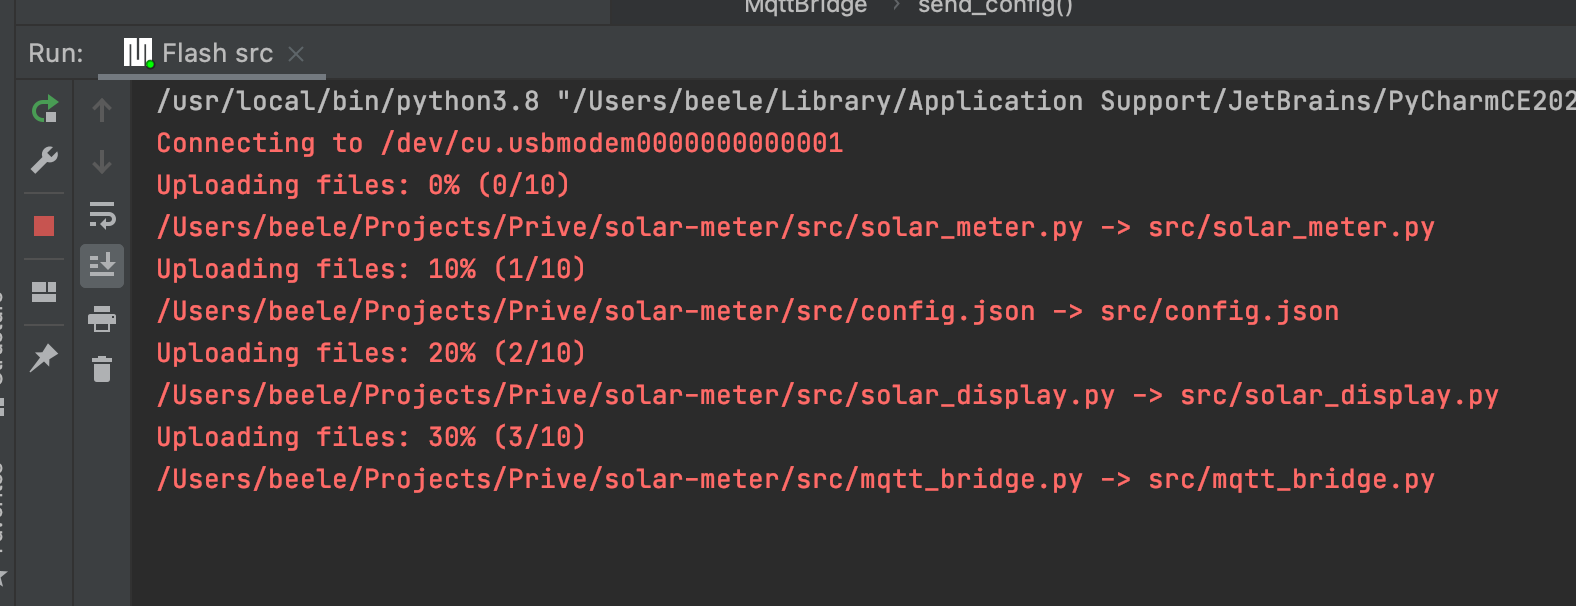 MqttBridge > send_config()
Run: Flash src ×
/usr/local/bin/python3.8 "/Users/beele/Library/Application Support/JetBrains/PyCharmCE202
Connecting to /dev/cu.usbmodem0000000000001
Uploading files: 0% (0/10)
/Users/beele/Projects/Prive/solar-meter/src/solar_meter.py -> src/solar_meter.py
Uploading files: 10% (1/10)
/Users/beele/Projects/Prive/solar-meter/src/config.json -> src/config.json
Uploading files: 20% (2/10)
/Users/beele/Projects/Prive/solar-meter/src/solar_display.py -> src/solar_display.py
Uploading files: 30% (3/10)
/Users/beele/Projects/Prive/solar-meter/src/mqtt_bridge.py -> src/mqtt_bridge.py